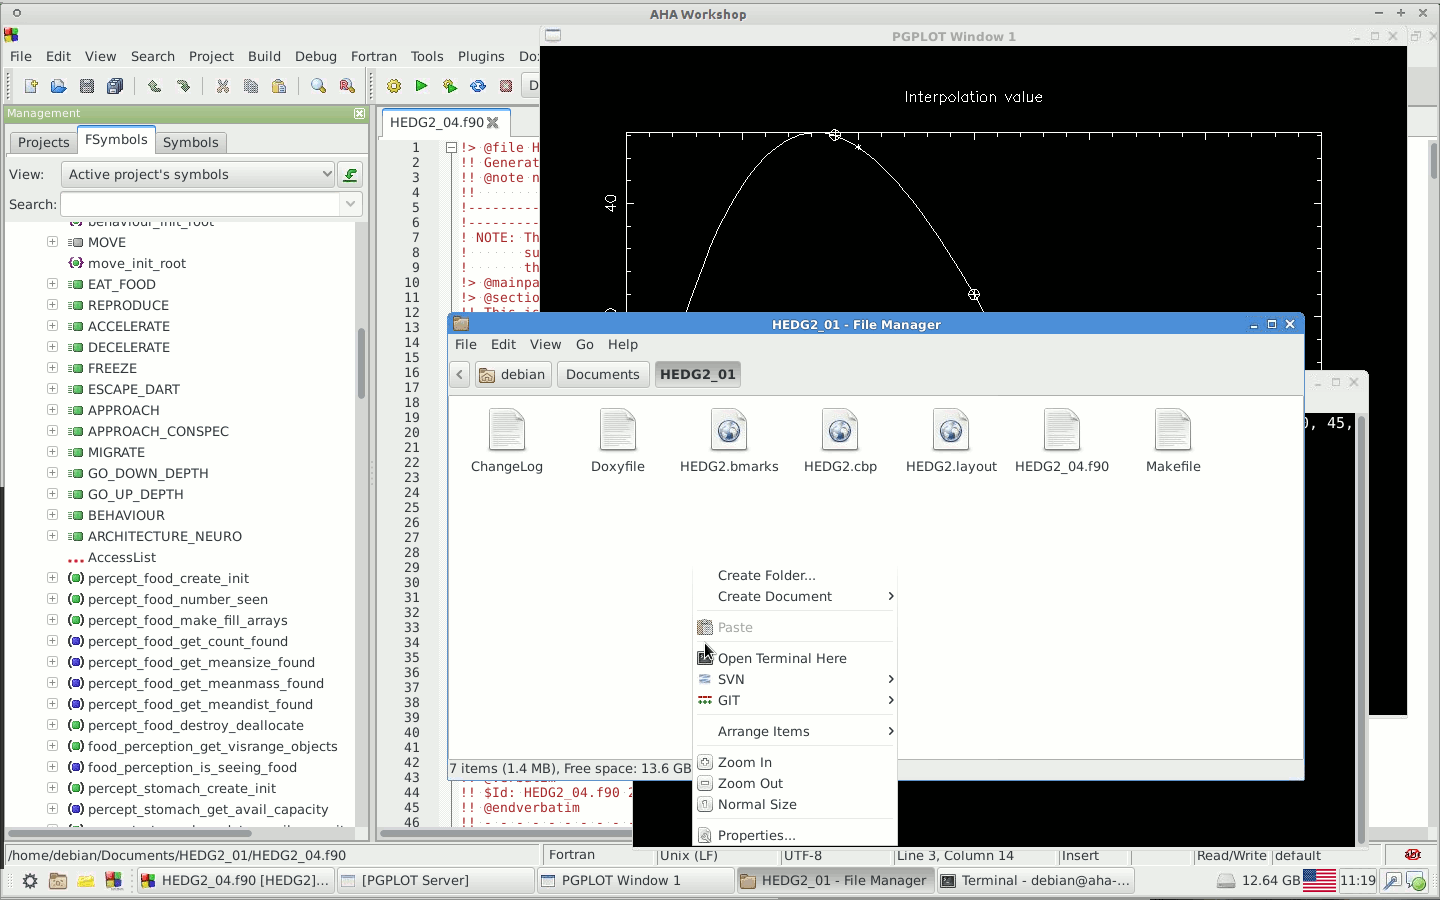 AHA Workshop
File Edit View Search Project Build Debug Fortran Tools Plugins
Management
Projects FSymbols Symbols
View: Active project's symbols
Search:
behaviour_init_root
MOVE
move_init_root
EAT_FOOD
REPRODUCE
ACCELERATE
DECELERATE
FREEZE
ESCAPE_DART
APPROACH
APPROACH_CONSPEC
MIGRATE
GO_DOWN_DEPTH
GO_UP_DEPTH
BEHAVIOUR
ARCHITECTURE_NEURO
AccessList
percept_food_create_init
percept_food_number_seen
percept_food_make_fill_arrays
percept_food_get_count_found
percept_food_get_meansize_found
percept_food_get_meanmass_found
percept_food_get_meandist_found
percept_food_destroy_deallocate
food_perception_get_visrange_objects
food_perception_is_seeing_food
percept_stomach_create_init
percept_stomach_get_avail_capacity
HEDG2_04.f90
1 !> @file H
2 !! Generat
3 !! @note n
4 !!
5 !--------
6 !--------
7 ! NOTE: Th
8 ! su
9 ! th
10 !> @mainpa
11 !> @sectio
12 !! This is
13
14
15
16
17
18
19
20
21
22
23
24
25
26
27
28
29
30
31
32
33
34
35
36
37
38
39
40
41
42
43 !! @verbatim
44 !! $Id: HEDG2_04.f90 2
45 !! @endverbatim
46 !!
PGPLOT Window 1
Interpolation value
40
HEDG2_01 - File Manager
File Edit View Go Help
debian Documents HEDG2_01
ChangeLog Doxyfile HEDG2.bmarks HEDG2.cbp HEDG2.layout HEDG2_04.f90 Makefile
7 items (1.4 MB), Free space: 13.6 GB
Create Folder...
Create Document
Paste
Open Terminal Here
SVN
GIT
Arrange Items
Zoom In
Zoom Out
Normal Size
Properties...
0, 45,
/home/debian/Documents/HEDG2_01/HEDG2_04.f90 Fortran Unix (LF) UTF-8 Line 3, Column 14 Insert Read/Write default
HEDG2_04.f90 [HEDG2]... [PGPLOT Server] PGPLOT Window 1 HEDG2_01 - File Manager Terminal - debian@aha-... 12.64 GB 11:19